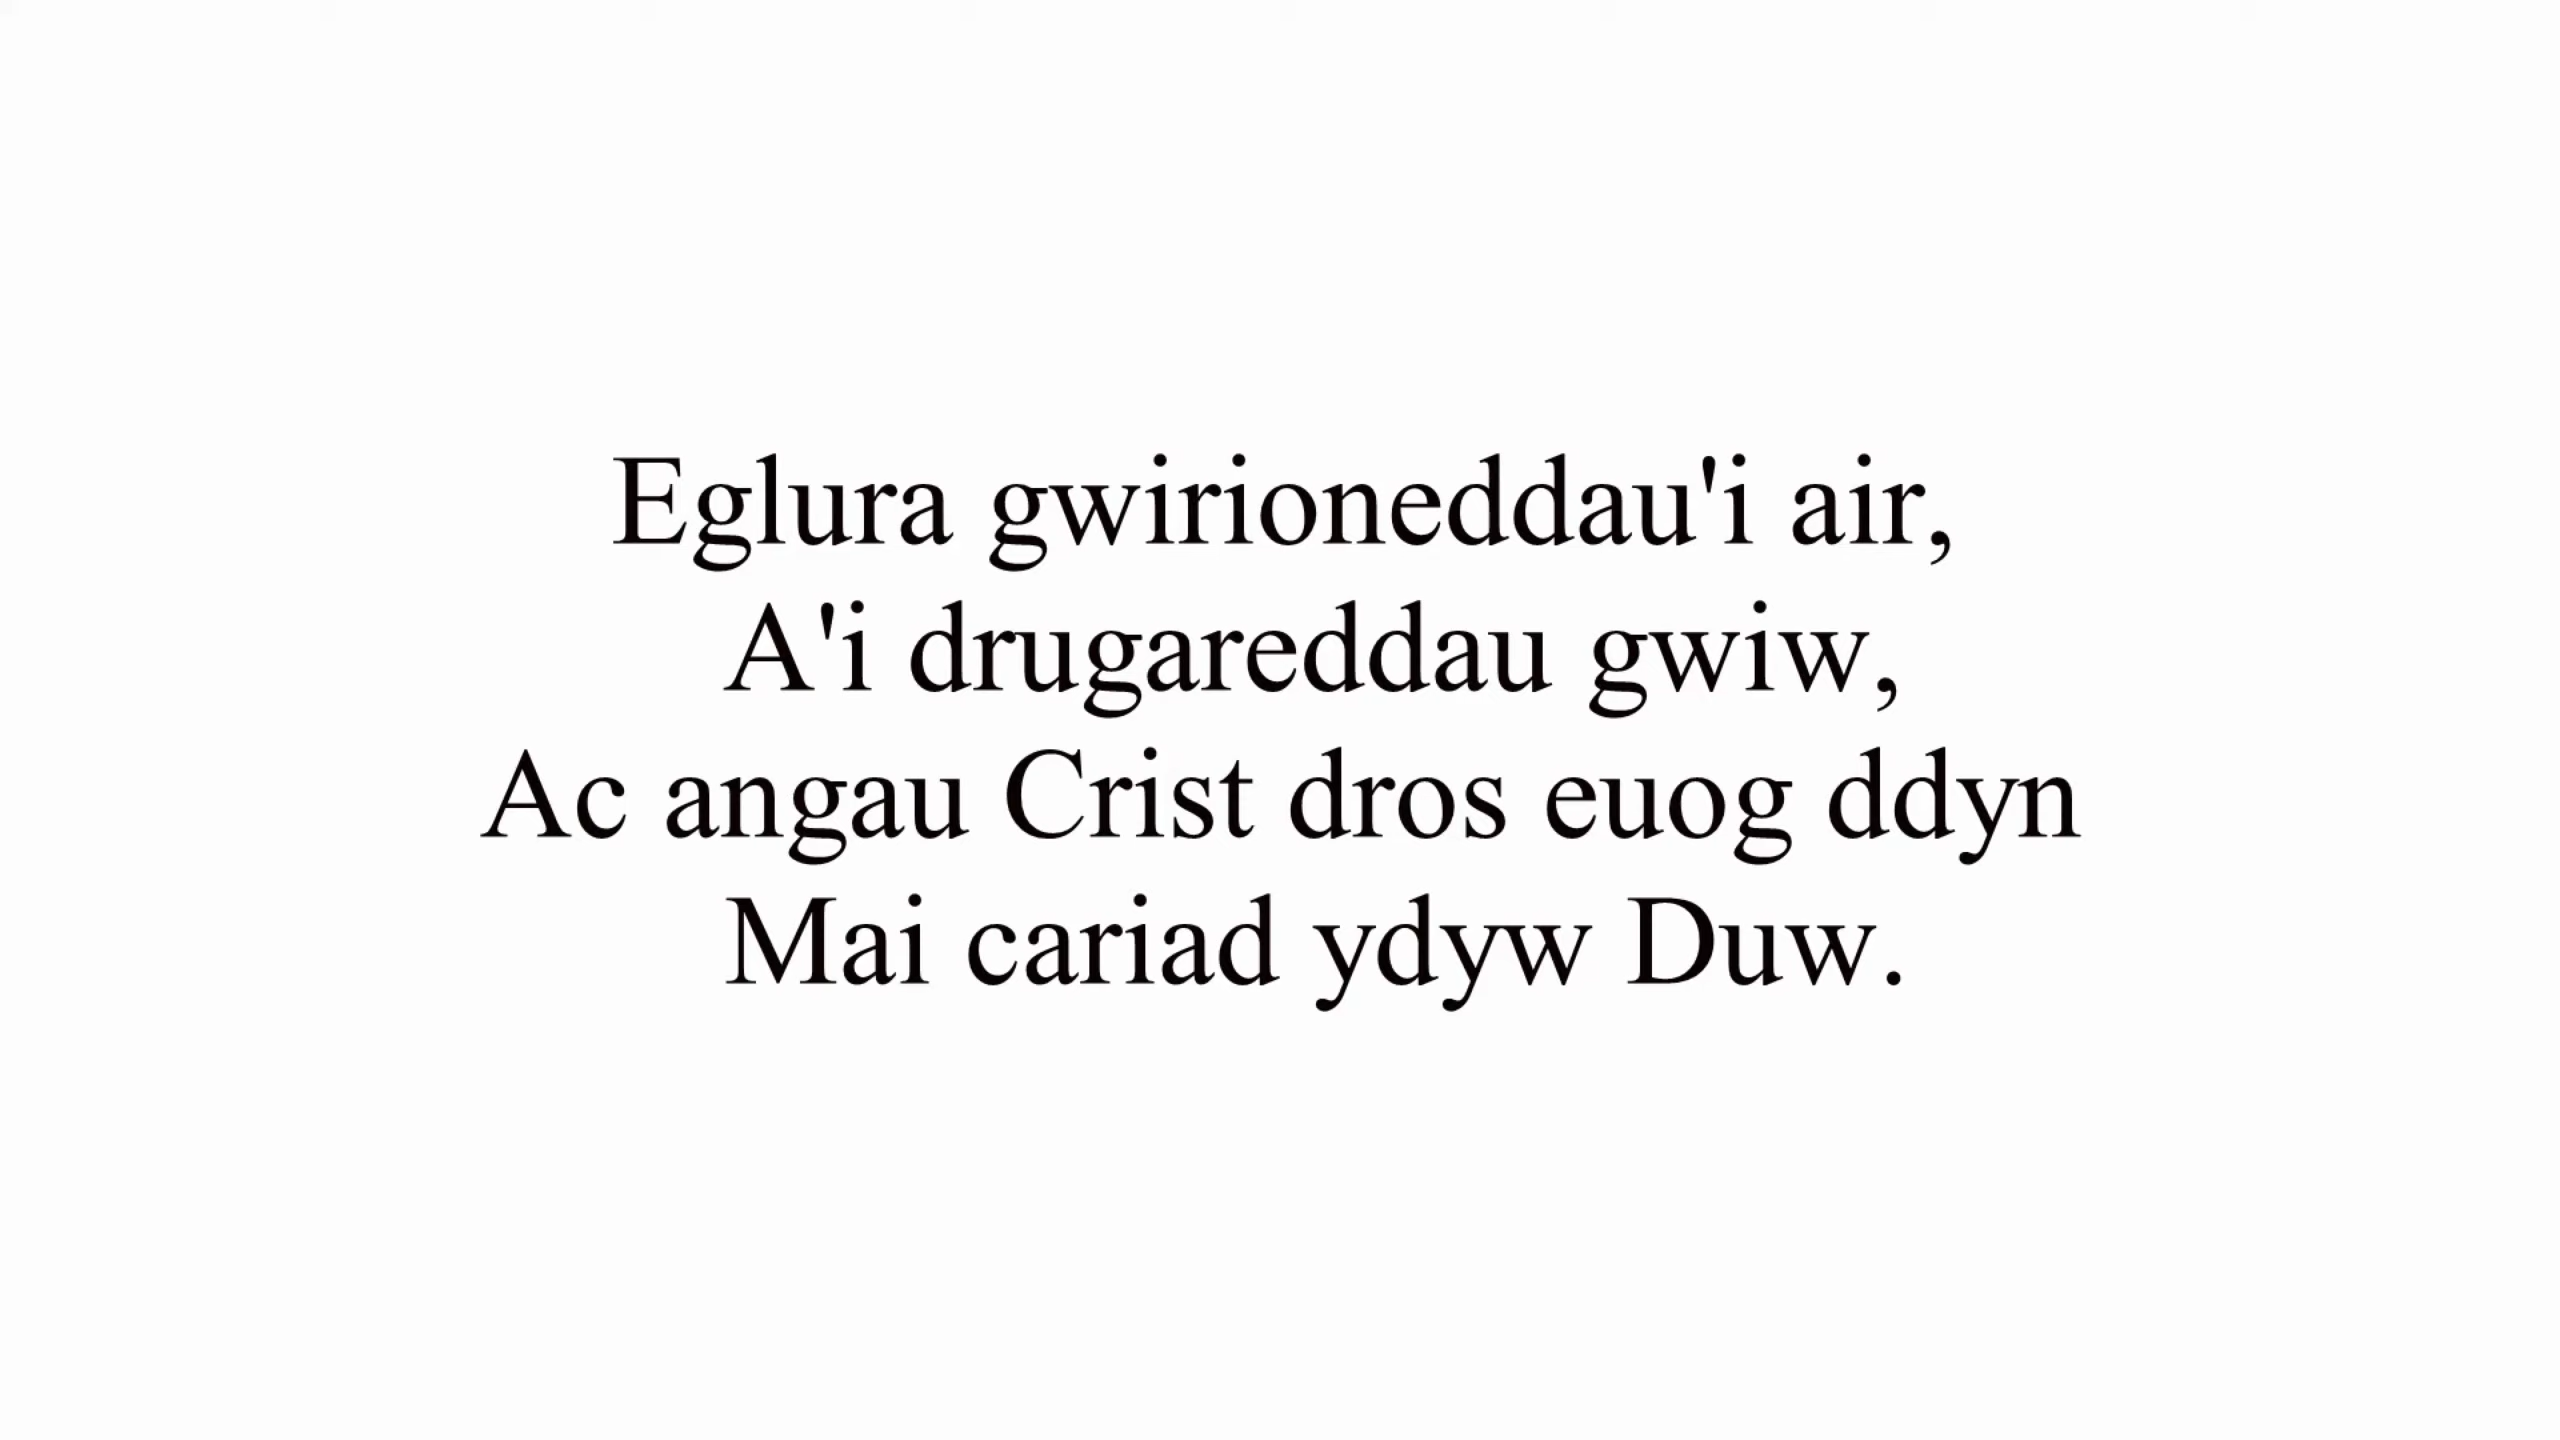 Eglura gwirioneddau'i air,
A'i drugareddau gwiw,
Ac angau Crist dros euog ddyn
Mai cariad ydyw Duw.